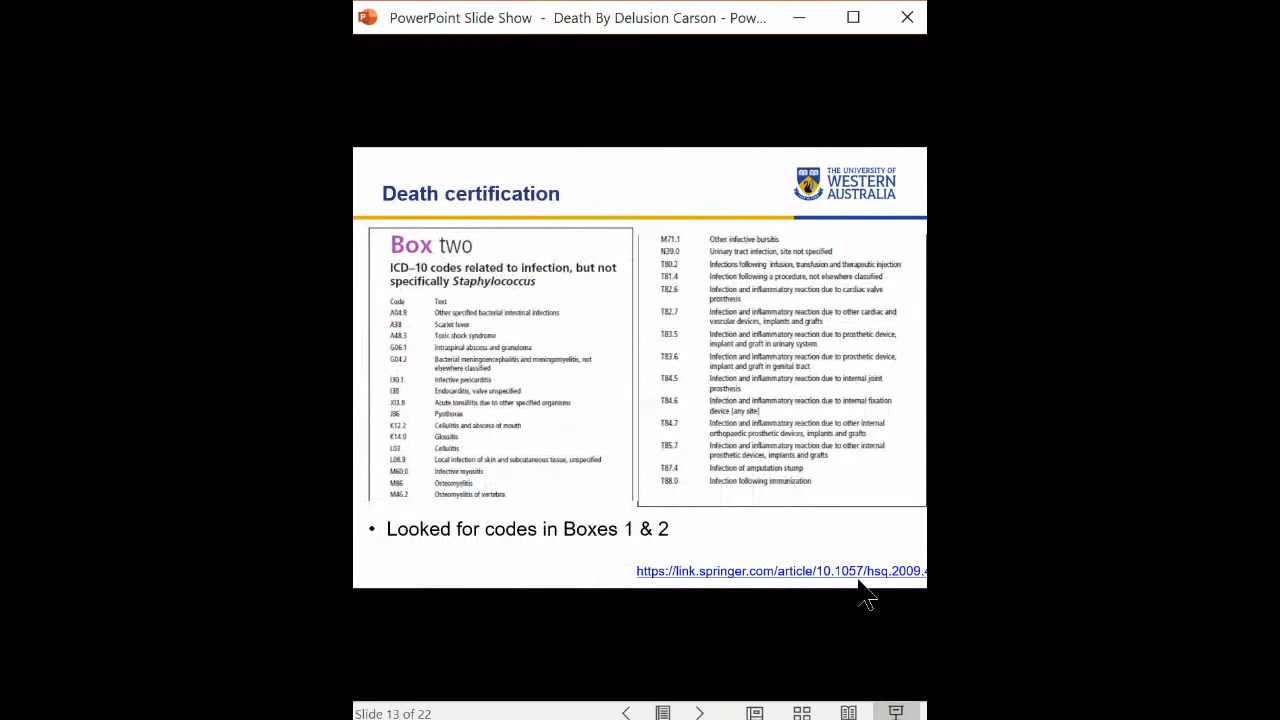 PowerPoint Slide Show - Death By Delusion Carson - Pow...
Death certification
THE UNIVERSITY OF
WESTERN
AUSTRALIA
Box two
ICD–10 codes related to infection, but not
specifically Staphylococcus
Code Text
A04.8 Other specified bacterial intestinal infections
A38 Scarlet fever
A48.3 Toxic shock syndrome
G06.1 Intraspinal abscess and granuloma
G04.2 Bacterial meningoencephalitis and meningomyelitis, not
elsewhere classified
I30.1 Infective pericarditis
I38 Endocarditis, valve unspecified
J03.8 Acute tonsillitis due to other specified organisms
J86 Pyothorax
K12.2 Cellulitis and abscess of mouth
K14.0 Glossitis
L03 Cellulitis
L08.9 Local infection of skin and subcutaneous tissue, unspecified
M60.0 Infective myositis
M86 Osteomyelitis
M46.2 Osteomyelitis of vertebra
M71.1 Other infective bursitis
N39.0 Urinary tract infection, site not specified
T80.2 Infections following infusion, transfusion and therapeutic injection
T81.4 Infection following a procedure, not elsewhere classified
T82.6 Infection and inflammatory reaction due to cardiac valve
prosthesis
T82.7 Infection and inflammatory reaction due to other cardiac and
vascular devices, implants and grafts
T83.5 Infection and inflammatory reaction due to prosthetic device,
implant and graft in urinary system
T83.6 Infection and inflammatory reaction due to prosthetic device,
implant and graft in genital tract
T84.5 Infection and inflammatory reaction due to internal joint
prosthesis
T84.6 Infection and inflammatory reaction due to internal fixation
device [any site]
T84.7 Infection and inflammatory reaction due to other internal
orthopaedic prosthetic devices, implants and grafts
T85.7 Infection and inflammatory reaction due to other internal
prosthetic devices, implants and grafts
T87.4 Infection of amputation stump
T88.0 Infection following immunization
• Looked for codes in Boxes 1 & 2
https://link.springer.com/article/10.1057/hsq.2009.4
Slide 13 of 22